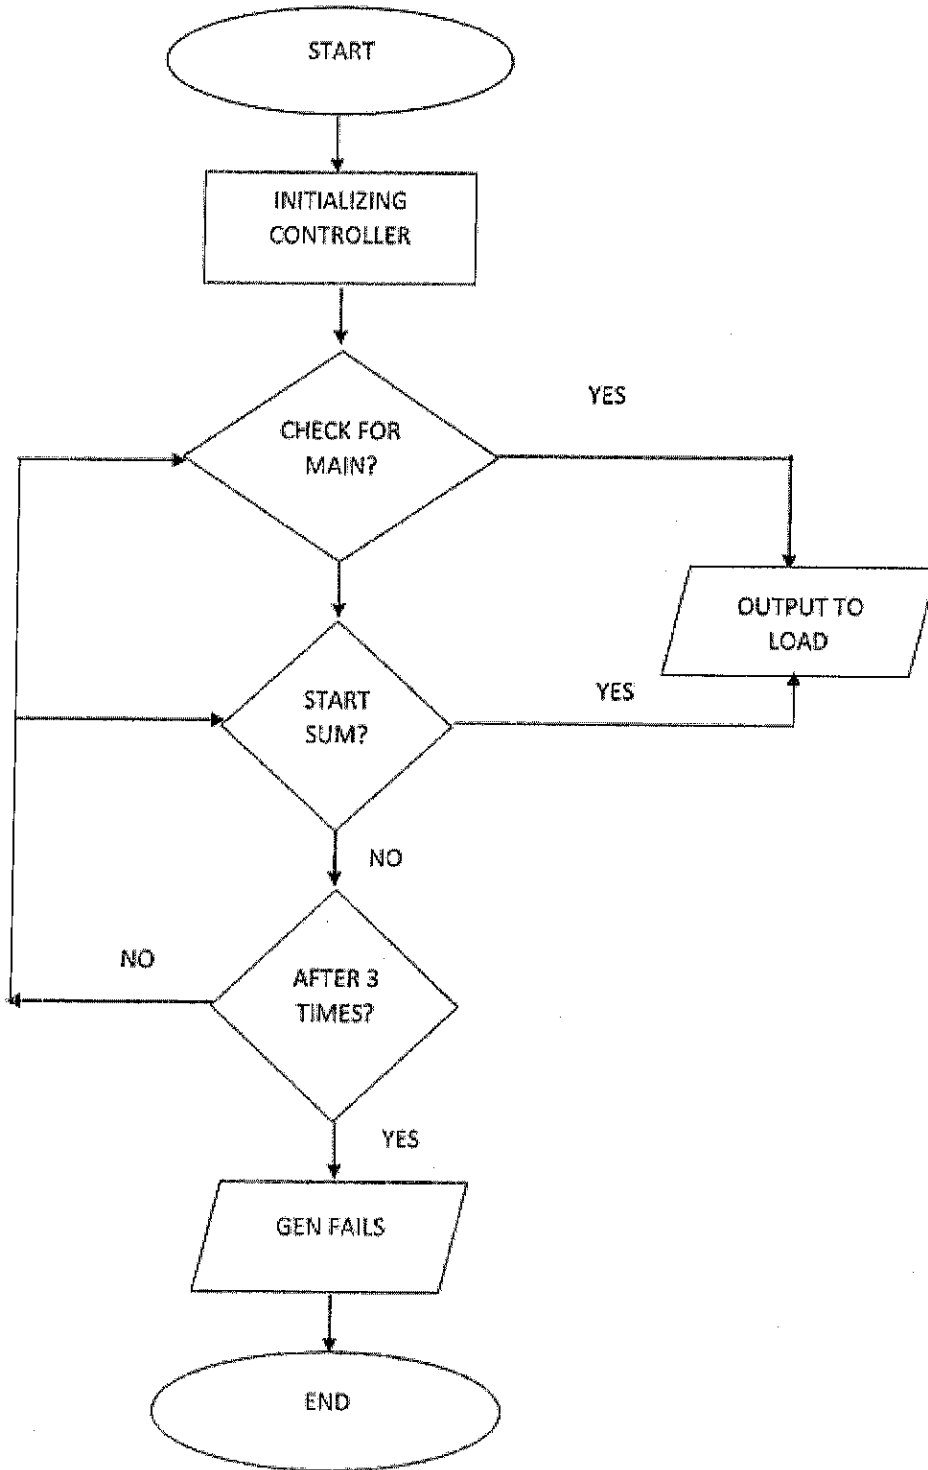 START
INITIALIZING
CONTROLLER
CHECK FOR
MAIN?
YES
OUTPUT TO
LOAD
START
SUM?
YES
NO
AFTER 3
TIMES?
NO
YES
GEN FAILS
END